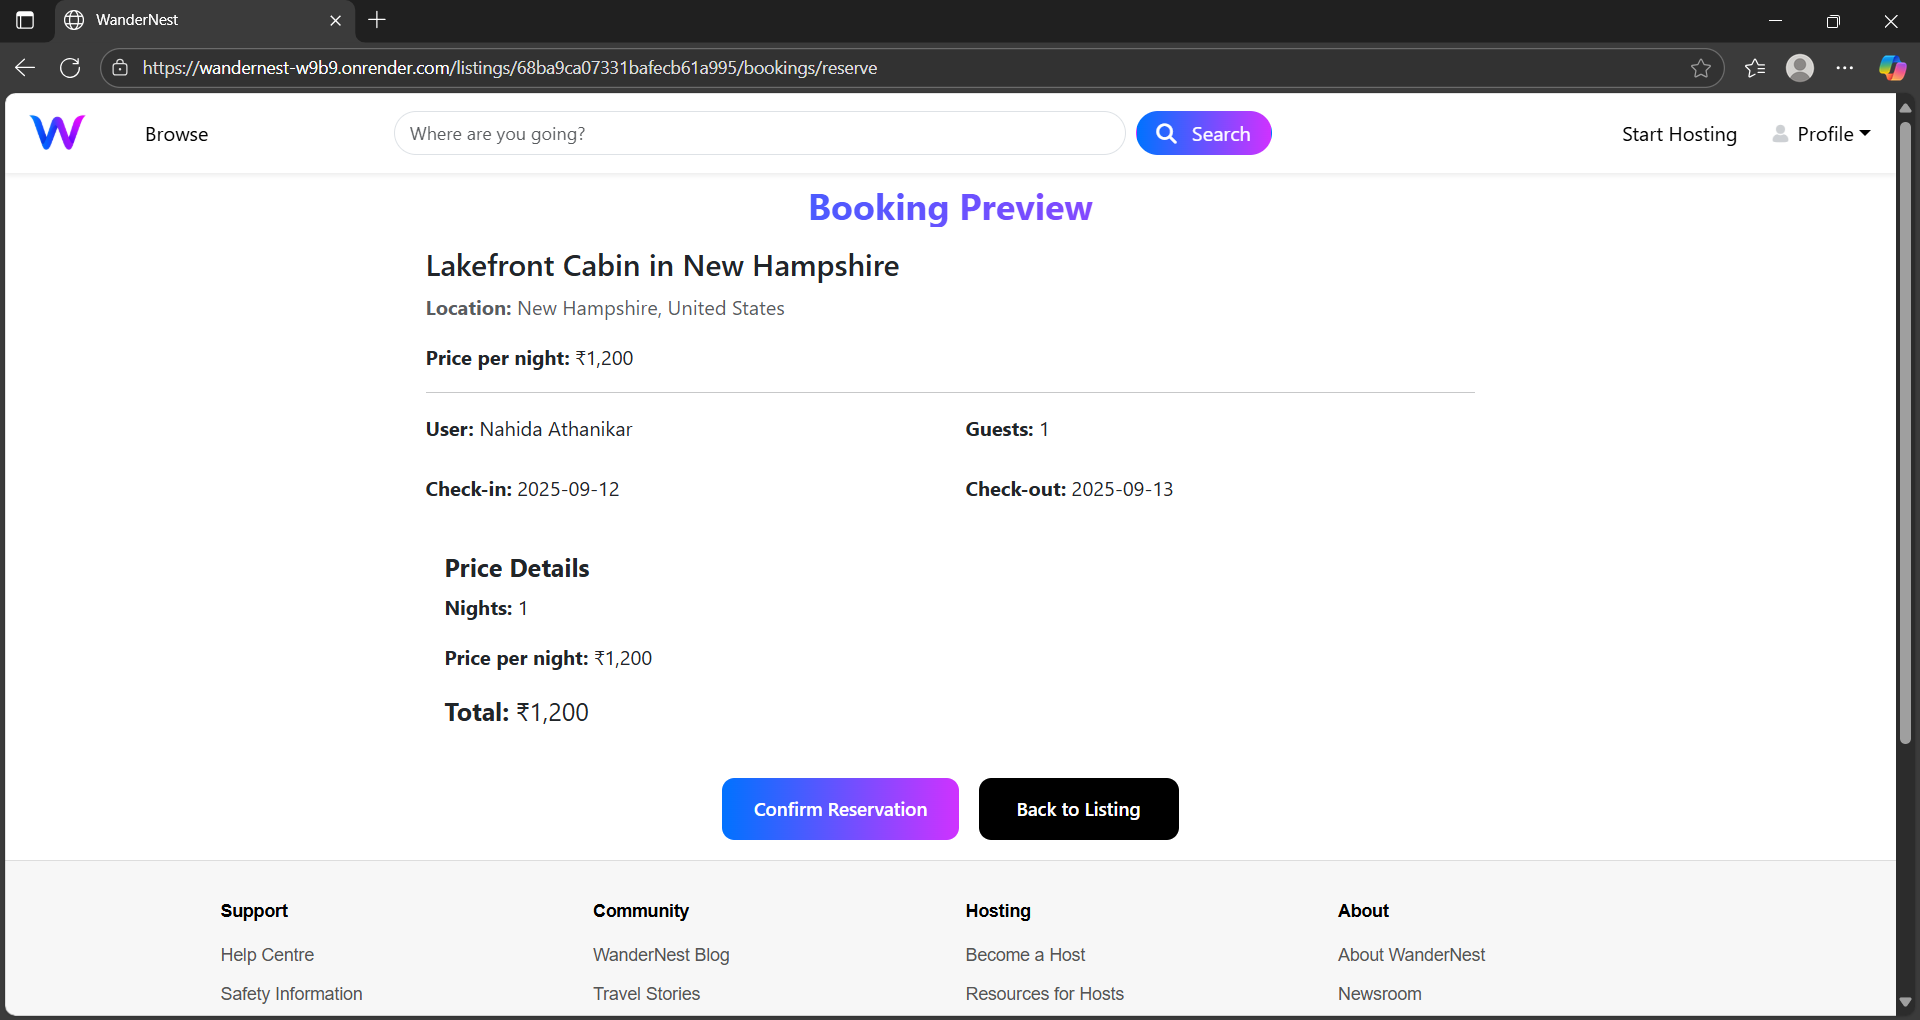 WanderNest
https://wandernest-w9b9.onrender.com/listings/68ba9ca07331bafecb61a995/bookings/reserve
W
Browse
Where are you going?
Search
Start Hosting
Profile
Booking Preview
Lakefront Cabin in New Hampshire
Location: New Hampshire, United States
Price per night: ₹1,200
User: Nahida Athanikar
Guests: 1
Check-in: 2025-09-12
Check-out: 2025-09-13
Price Details
Nights: 1
Price per night: ₹1,200
Total: ₹1,200
Confirm Reservation
Back to Listing
Support
Community
Hosting
About
Help Centre
WanderNest Blog
Become a Host
About WanderNest
Safety Information
Travel Stories
Resources for Hosts
Newsroom